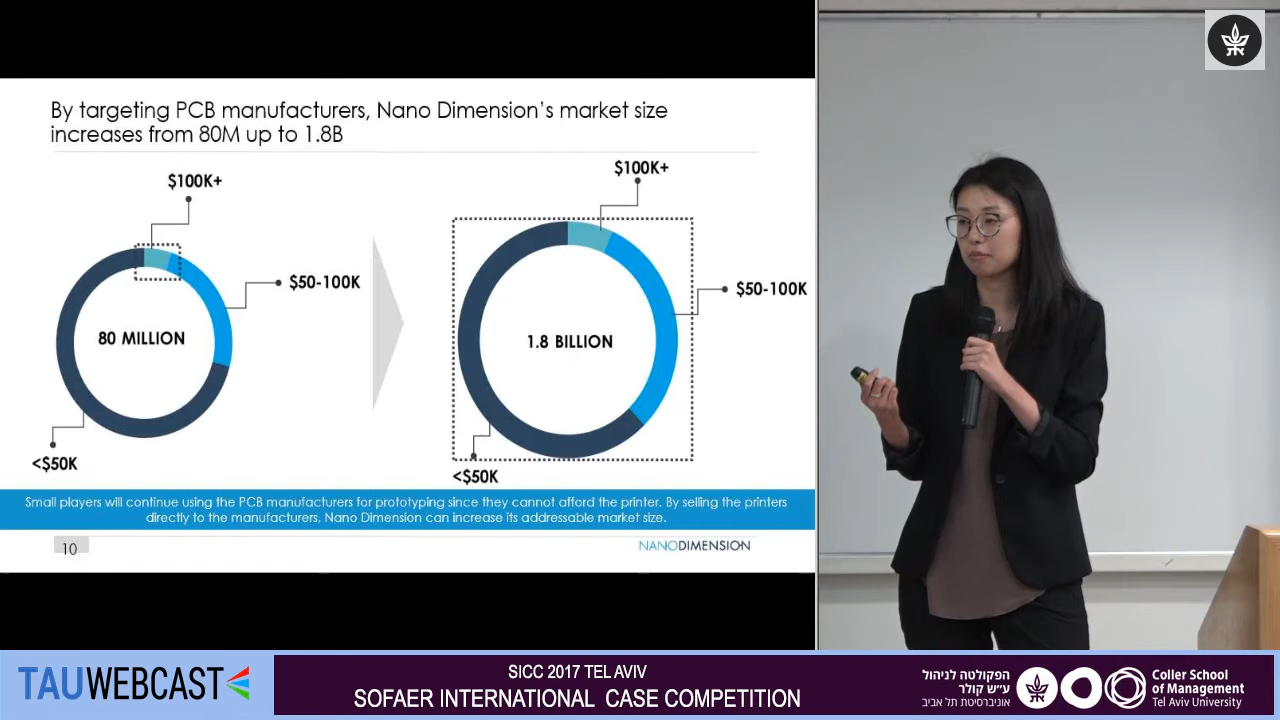 By targeting PCB manufacturers, Nano Dimension's market size
increases from 80M up to 1.8B
$100K+
$50-100K
80 MILLION
<$50K
$100K+
$50-100K
1.8 BILLION
<$50K
Small players will continue using the PCB manufacturers for prototyping since they cannot afford the printer. By selling the printers
directly to the manufacturers, Nano Dimension can increase its addressable market size.
10
NANODIMENSION
TAUWEBCAST
SICC 2017 TEL AVIV
SOFAER INTERNATIONAL CASE COMPETITION
הפקולטה לניהול
ע״ש קולר
אוניברסיטת תל אביב
Coller School
of Management
Tel Aviv University